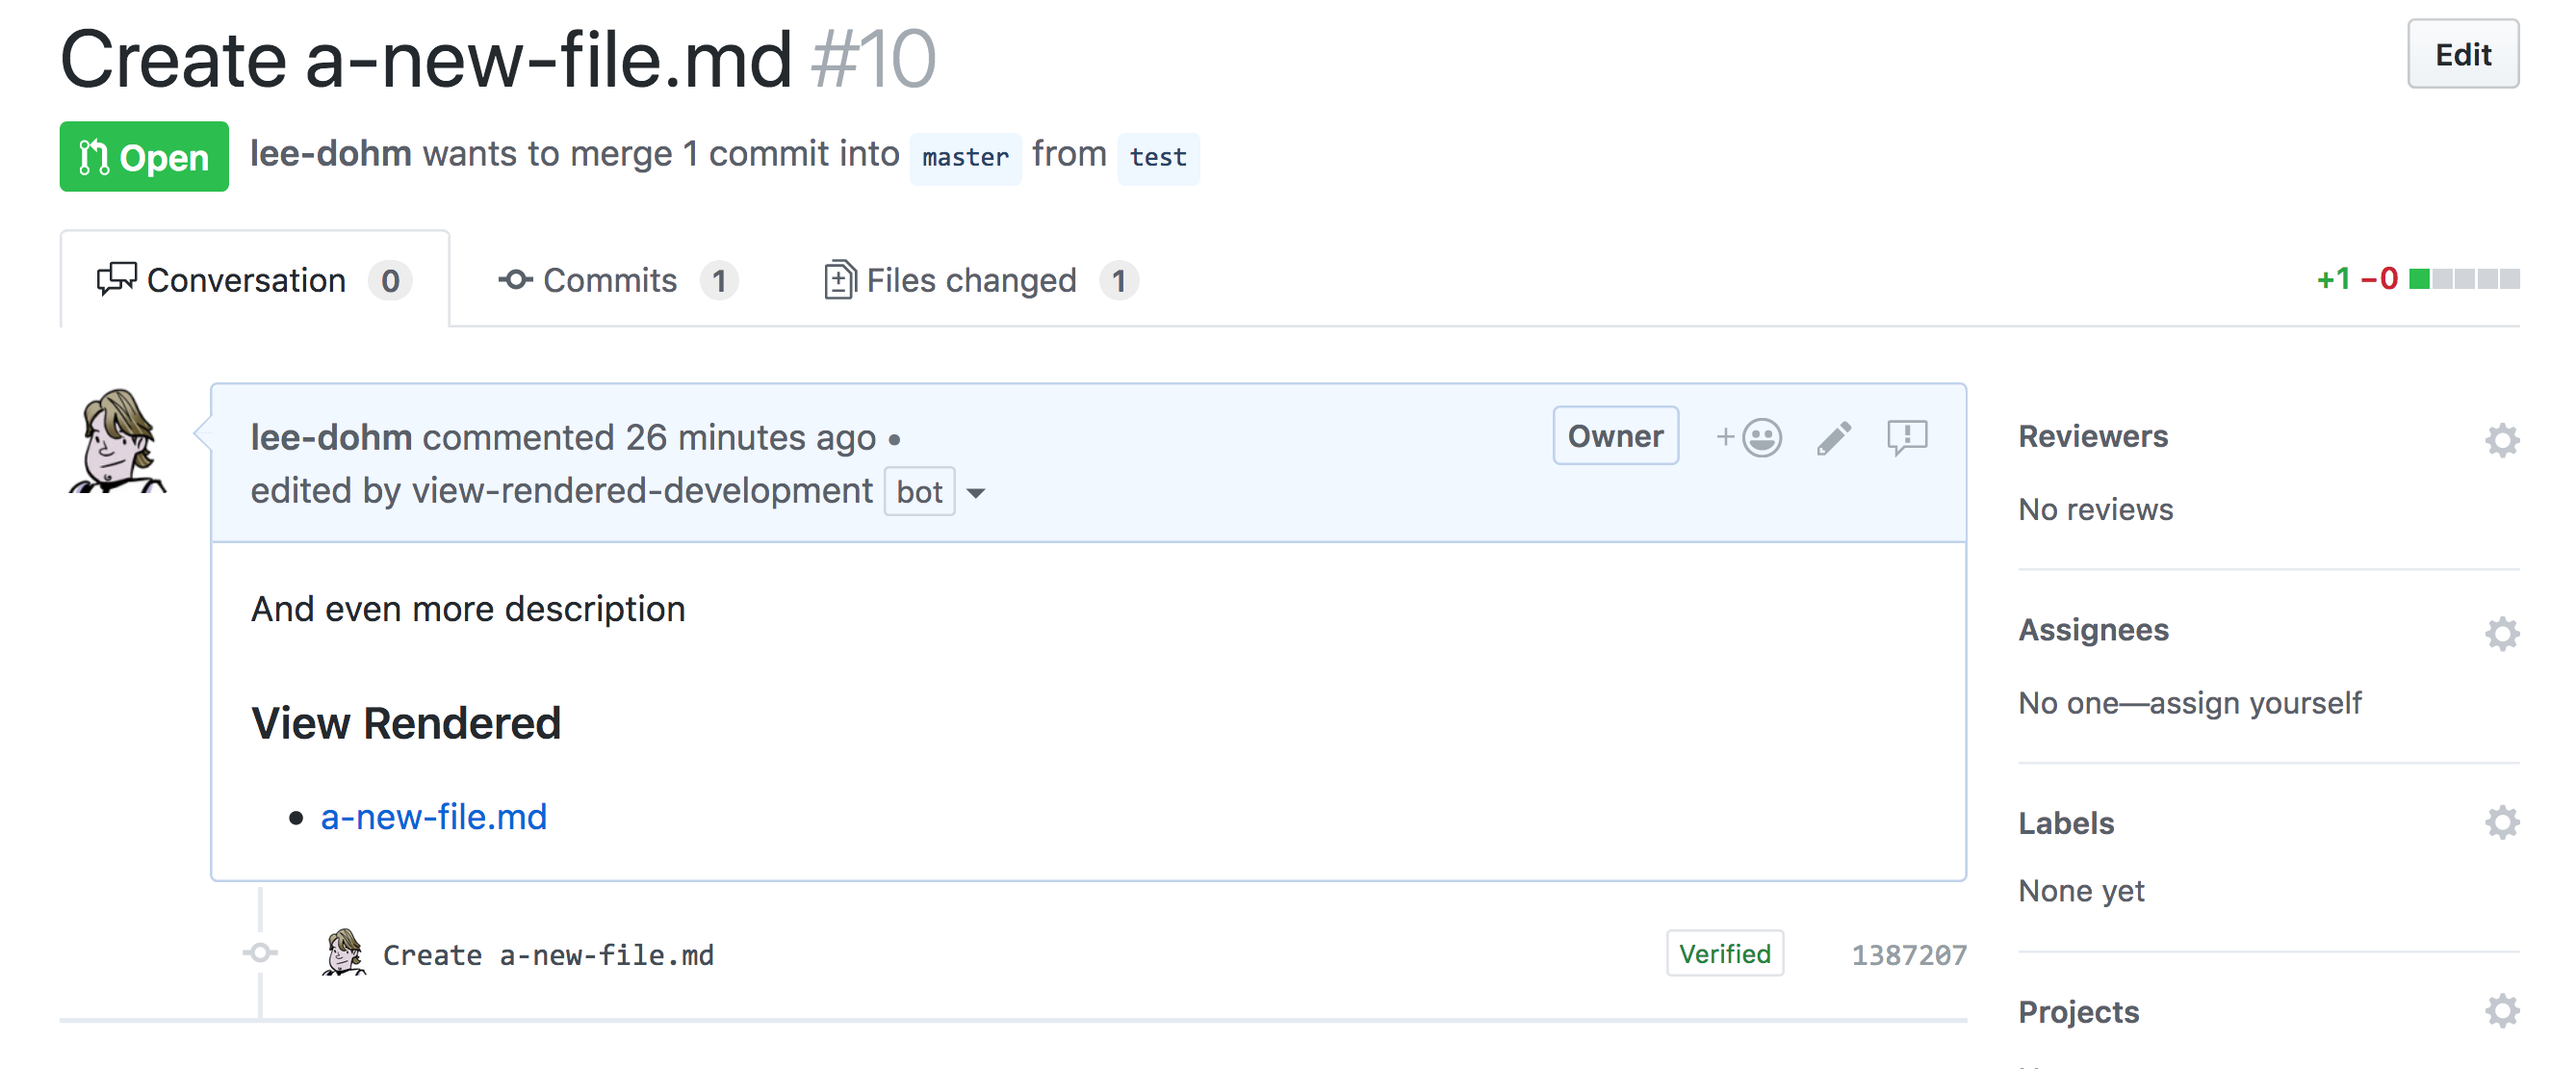 Create a-new-file.md #10
Edit
Open
lee-dohm wants to merge 1 commit into master from test
Conversation 0
Commits 1
Files changed 1
+1 −0
lee-dohm commented 26 minutes ago •
edited by view-rendered-development bot
Owner
And even more description
View Rendered
• a-new-file.md
Create a-new-file.md
Verified
1387207
Reviewers
No reviews
Assignees
No one—assign yourself
Labels
None yet
Projects